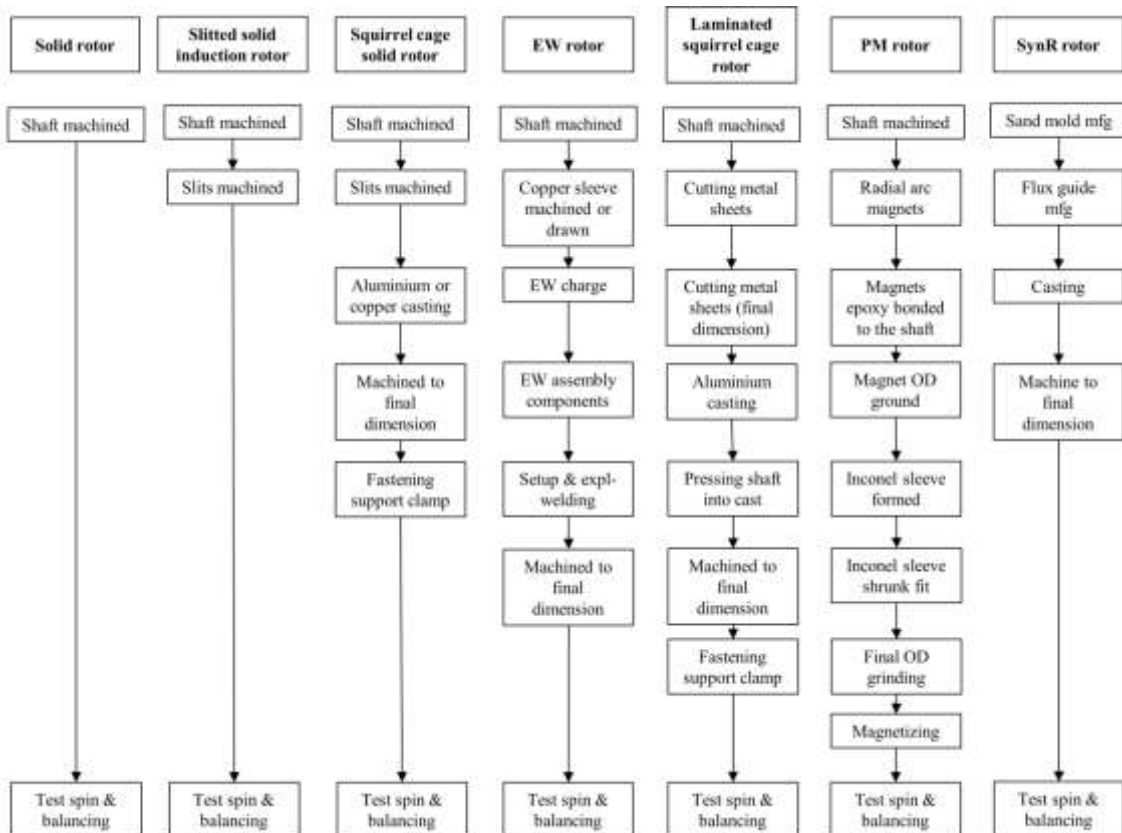 Solid rotor
Shaft machined
Test spin &
balancing
Slitted solid
induction rotor
Shaft machined
Slits machined
Test spin &
balancing
Squirrel cage
solid rotor
Shaft machined
Slits machined
Aluminium or
copper casting
Machined to
final
dimension
Fastening
support clamp
Test spin &
balancing
EW rotor
Shaft machined
Copper sleeve
machined or
drawn
EW charge
EW assembly
components
Setup & expl-
welding
Machined to
final
dimension
Test spin &
balancing
Laminated
squirrel cage
rotor
Shaft machined
Cutting metal
sheets
Cutting metal
sheets (final
dimension)
Aluminium
casting
Pressing shaft
into cast
Machined to
final
dimension
Fastening
support clamp
Test spin &
balancing
PM rotor
Shaft machined
Radial arc
magnets
Magnets
epoxy bonded
to the shaft
Magnet OD
ground
Inconel sleeve
formed
Inconel sleeve
shrunk fit
Final OD
grinding
Magnetizing
Test spin &
balancing
SynR rotor
Sand mold mfg
Flux guide
mfg
Casting
Machine to
final
dimension
Test spin &
balancing